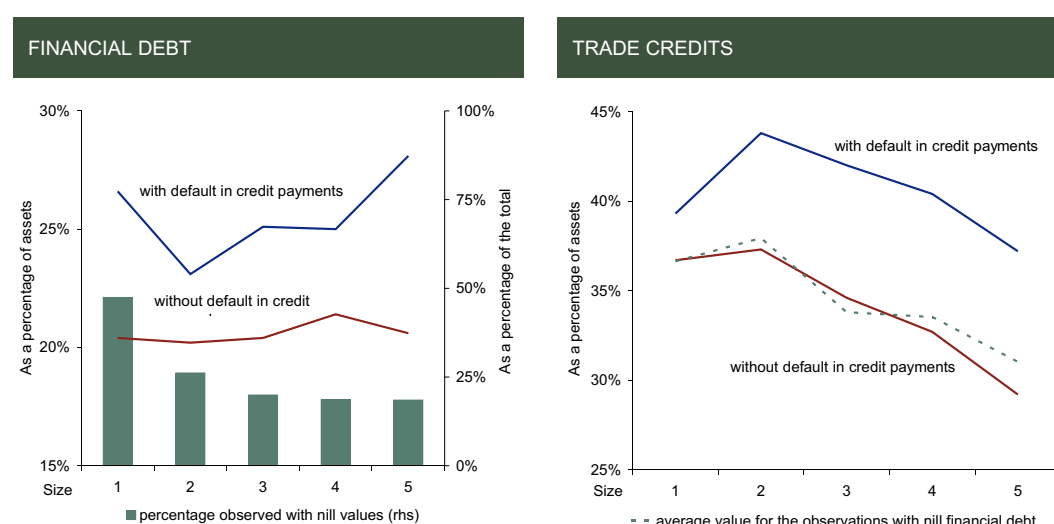 FINANCIAL DEBT
30%
25%
20%
15%
As a percentage of assets
100%
75%
50%
25%
0%
As a percentage of the total
with default in credit payments
without default in credit
Size 1 2 3 4 5
percentage observed with nill values (rhs)
TRADE CREDITS
45%
40%
35%
30%
25%
As a percentage of assets
with default in credit payments
without default in credit payments
Size 1 2 3 4 5
average value for the observations with nill financial debt